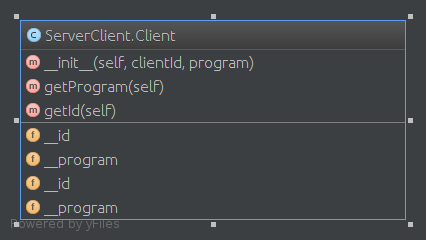 C ServerClient.Client
m __init__(self, clientId, program)
m getProgram(self)
m getId(self)
f __id
f __program
f __id
f __program
Powered by yFiles